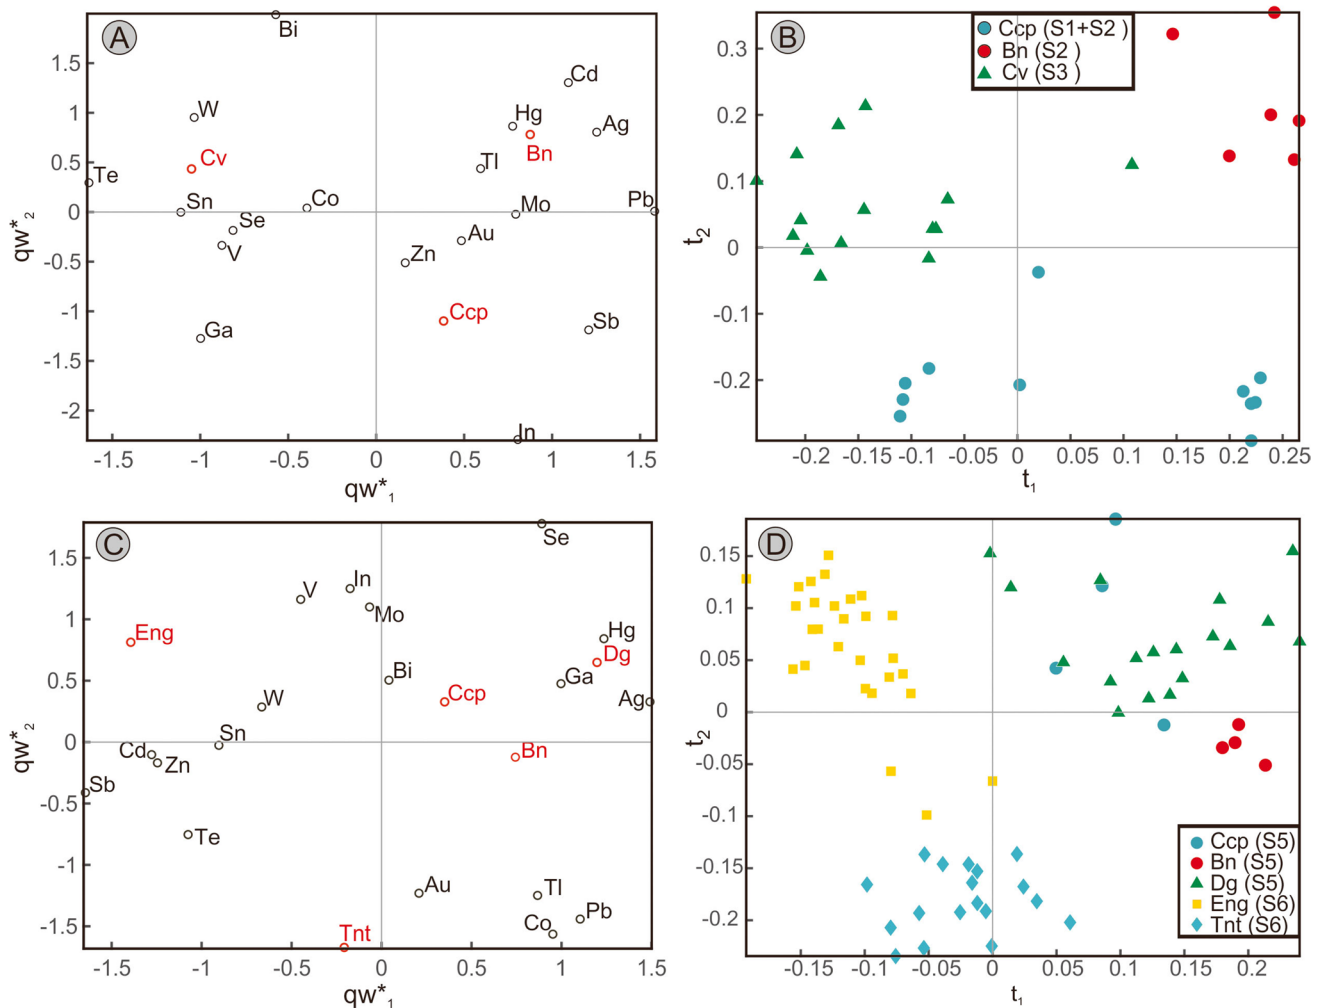 A
Bi
1.5
Cd
1
W
Hg
Ag
Bn
0.5
Cv
Tl
Te
Sn
Co
Mo
Pb
0
Se
V
Au
Zn
-0.5
-1
Ccp
Sb
Ga
-1.5
-2
In
qw*2
-1.5 -1 -0.5 0 0.5 1 1.5
qw*1
B
Ccp (S1+S2 )
Bn (S2 )
Cv (S3 )
0.3
0.2
0.1
0
-0.1
-0.2
t2
-0.2 -0.15 -0.1 -0.05 0 0.05 0.1 0.15 0.20 0.25
t1
C
Se
1.5
V
In
Mo
1
Eng
Hg
Dg
0.5
Bi
Ga
Ccp
Ag
W
Sn
0
Cd
Zn
Bn
Sb
-0.5
Te
-1
Au
Tl
Pb
Co
-1.5
Tnt
qw*2
-1.5 -1 -0.5 0 0.5 1 1.5
qw*1
D
0.15
0.1
0.05
0
-0.05
-0.1
-0.15
-0.2
t2
Ccp (S5)
Bn (S5)
Dg (S5)
Eng (S6)
Tnt (S6)
-0.15 -0.1 -0.05 0 0.05 0.1 0.15 0.2
t1